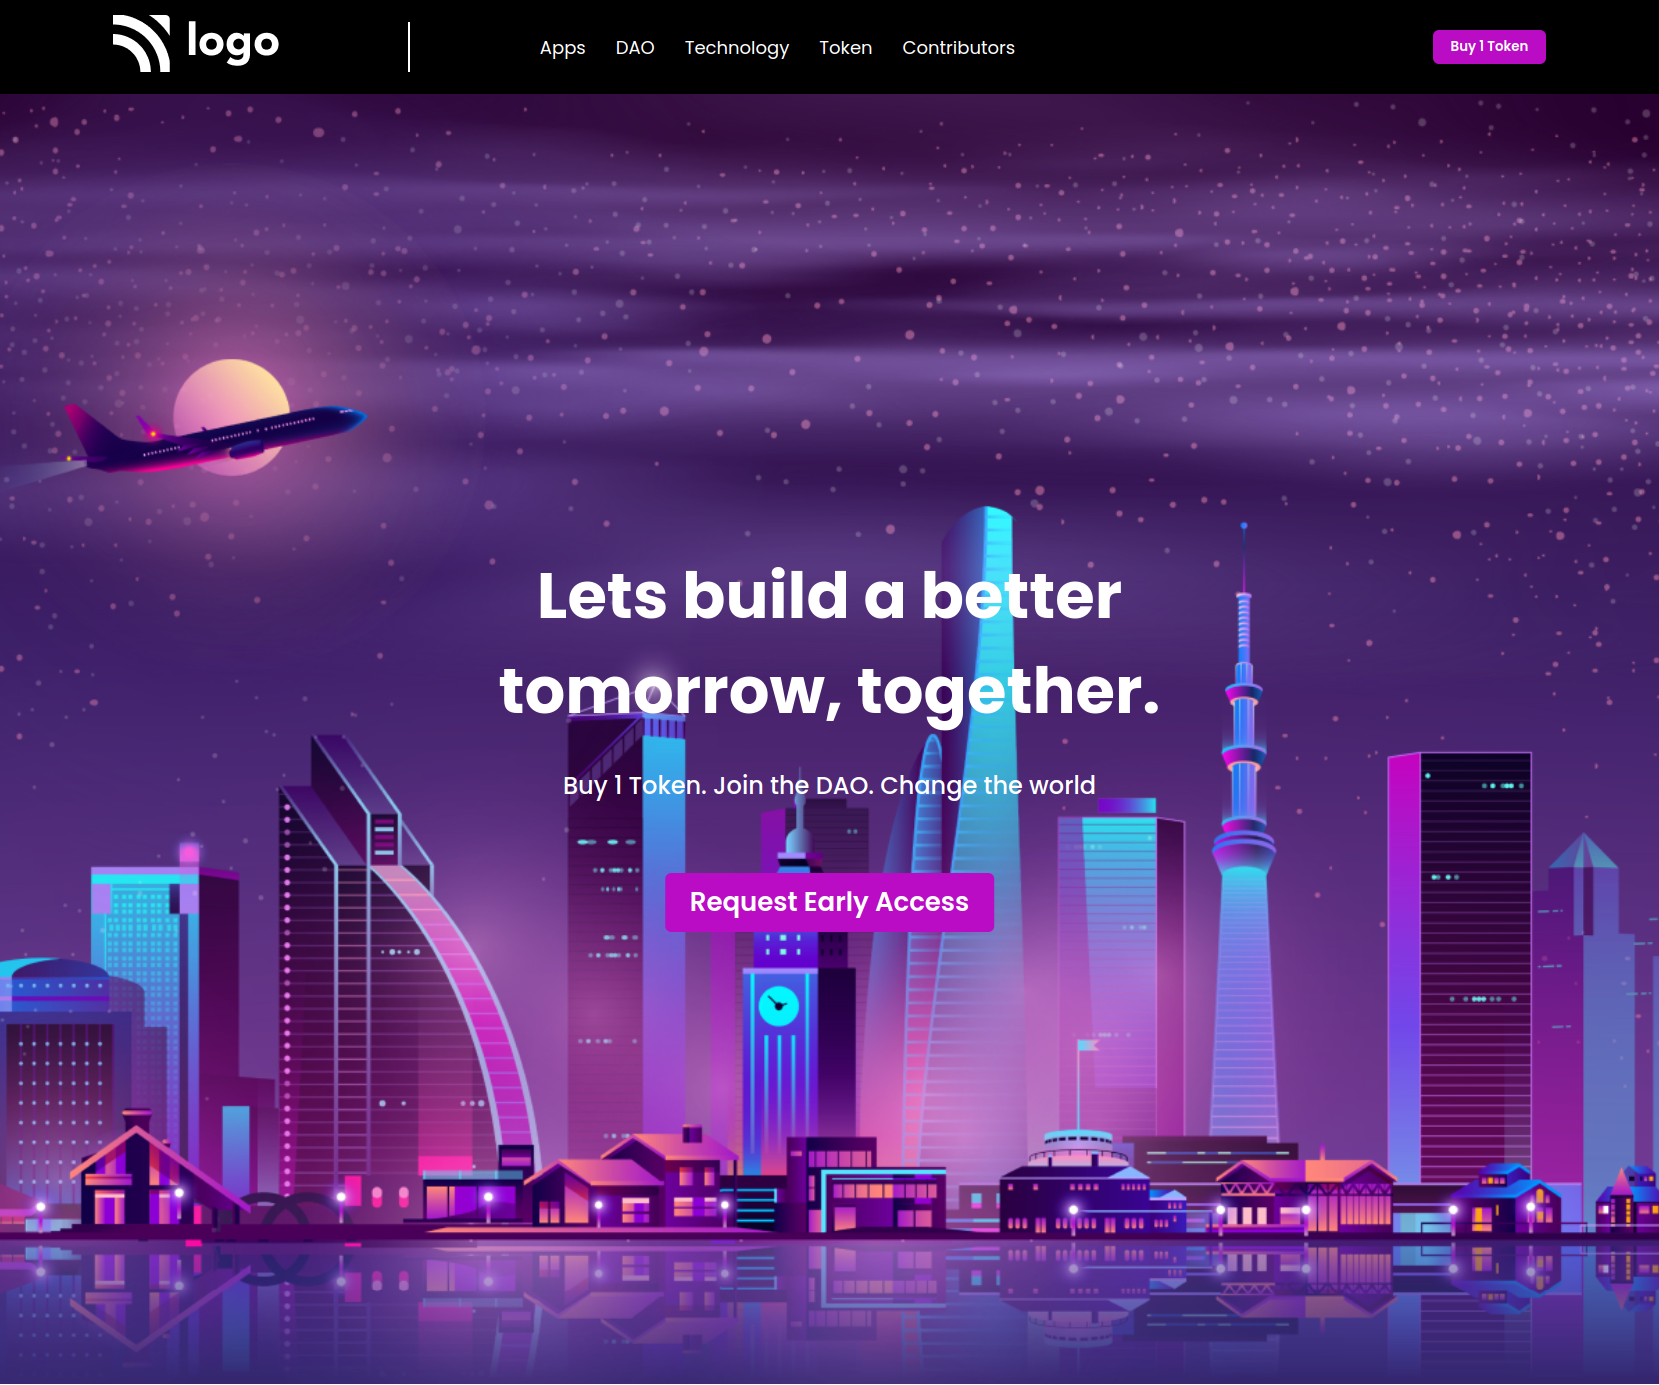 logo
Apps DAO Technology Token Contributors
Buy 1 Token
Lets build a better
tomorrow, together.
Buy 1 Token. Join the DAO. Change the world
Request Early Access